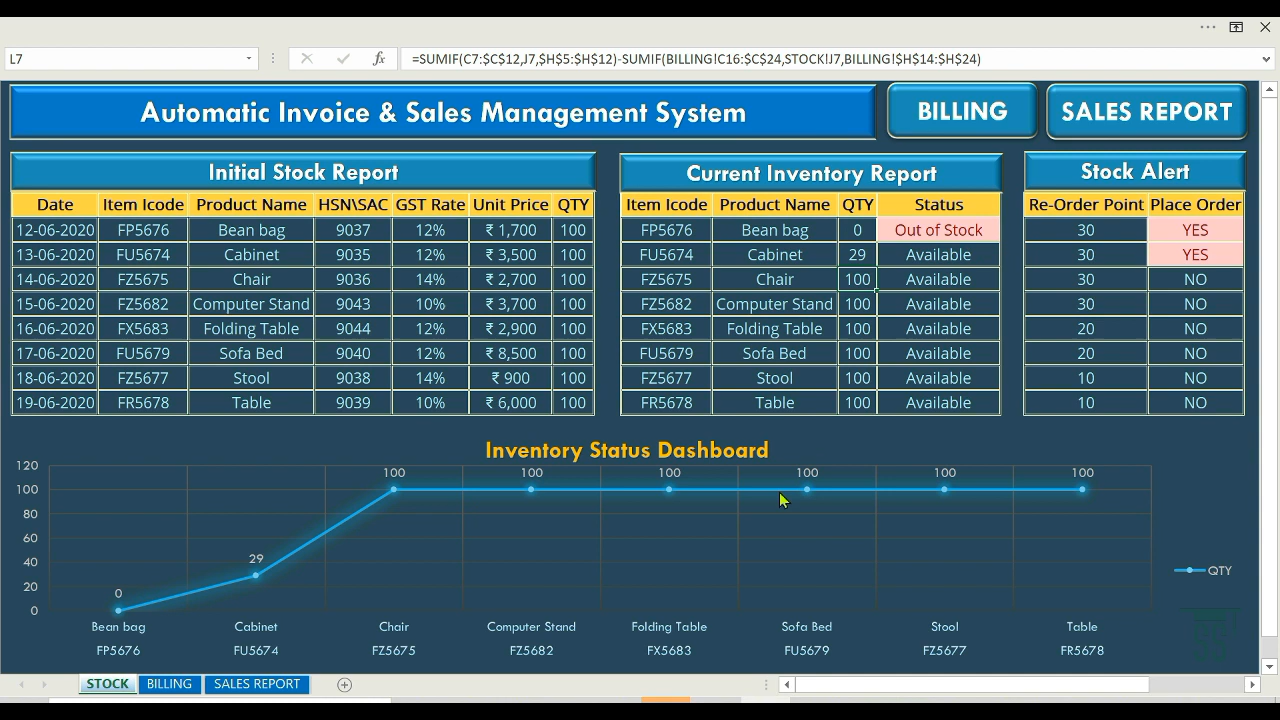 L7
fx
=SUMIF(C7:$C$12,J7,$H$5:$H$12)-SUMIF(BILLING!C16:$C$24,STOCK!J7,BILLING!$H$14:$H$24)
Automatic Invoice & Sales Management System
BILLING
SALES REPORT
Initial Stock Report
Date Item Icode Product Name HSN\SAC GST Rate Unit Price QTY
12-06-2020 FP5676 Bean bag 9037 12% ₹ 1,700 100
13-06-2020 FU5674 Cabinet 9035 12% ₹ 3,500 100
14-06-2020 FZ5675 Chair 9036 14% ₹ 2,700 100
15-06-2020 FZ5682 Computer Stand 9043 10% ₹ 3,700 100
16-06-2020 FX5683 Folding Table 9044 12% ₹ 2,900 100
17-06-2020 FU5679 Sofa Bed 9040 12% ₹ 8,500 100
18-06-2020 FZ5677 Stool 9038 14% ₹ 900 100
19-06-2020 FR5678 Table 9039 10% ₹ 6,000 100
Current Inventory Report
Item Icode Product Name QTY Status
FP5676 Bean bag 0 Out of Stock
FU5674 Cabinet 29 Available
FZ5675 Chair 100 Available
FZ5682 Computer Stand 100 Available
FX5683 Folding Table 100 Available
FU5679 Sofa Bed 100 Available
FZ5677 Stool 100 Available
FR5678 Table 100 Available
Stock Alert
Re-Order Point Place Order
30 YES
30 YES
30 NO
30 NO
20 NO
20 NO
10 NO
10 NO
Inventory Status Dashboard
120
100
80
60
40
20
0
0 29 100 100 100 100 100 100
QTY
Bean bag Cabinet Chair Computer Stand Folding Table Sofa Bed Stool Table
FP5676 FU5674 FZ5675 FZ5682 FX5683 FU5679 FZ5677 FR5678
STOCK BILLING SALES REPORT